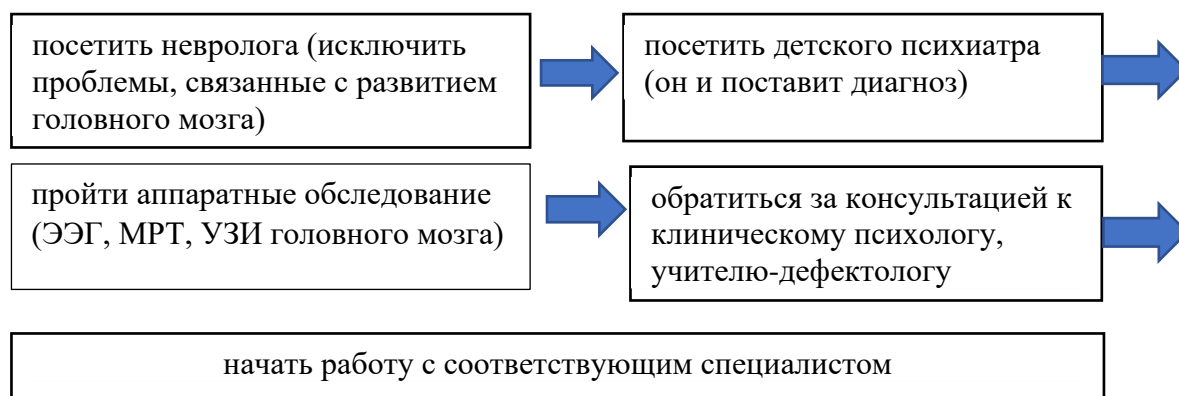 посетить невролога (исключить
проблемы, связанные с развитием
головного мозга)
посетить детского психиатра
(он и поставит диагноз)
пройти аппаратные обследование
(ЭЭГ, МРТ, УЗИ головного мозга)
обратиться за консультацией к
клиническому психологу,
учителю-дефектологу
начать работу с соответствующим специалистом